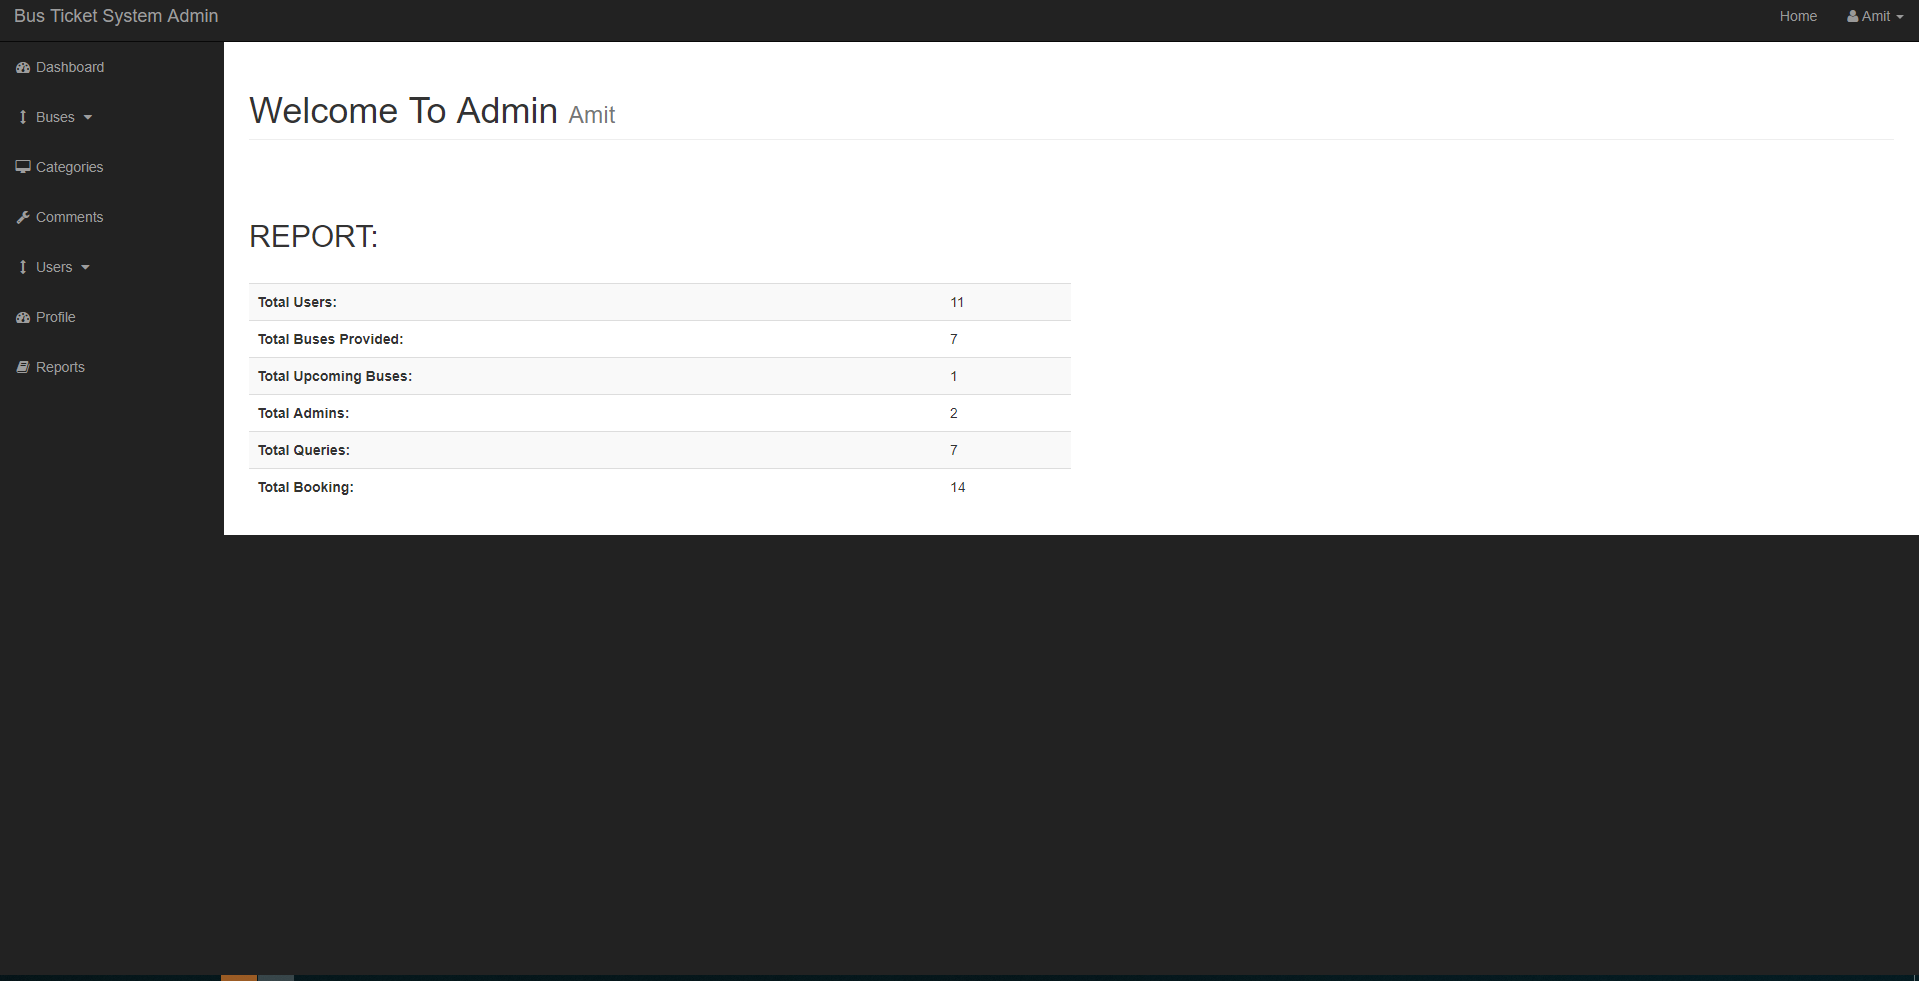 Bus Ticket System Admin
Home
Amit
Dashboard
Buses
Categories
Comments
Users
Profile
Reports
Welcome To Admin Amit
REPORT:
Total Users: 11
Total Buses Provided: 7
Total Upcoming Buses: 1
Total Admins: 2
Total Queries: 7
Total Booking: 14